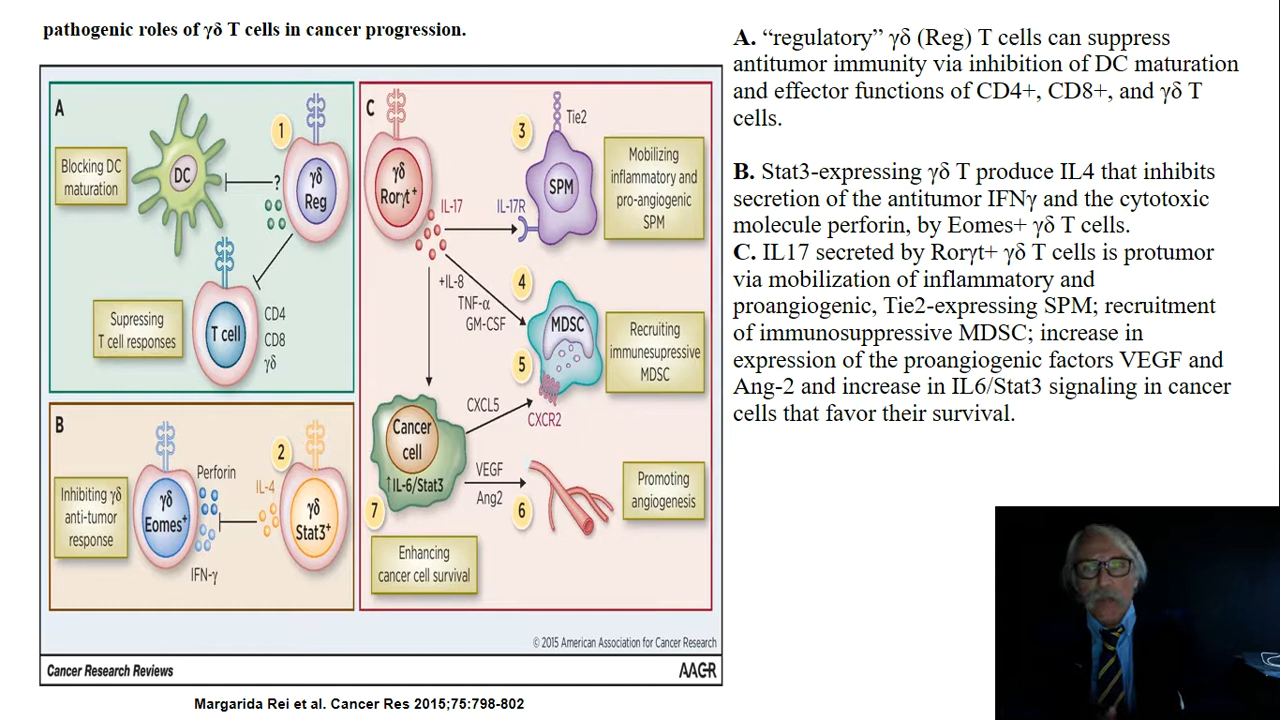 pathogenic roles of γδ T cells in cancer progression.
A
Blocking DC
maturation
DC
?
1
γδ
Reg
Supressing
T cell responses
T cell
CD4
CD8
γδ
B
Inhibiting γδ
anti-tumor
response
γδ
Eomes+
Perforin
IFN-γ
IL-4
2
γδ
Stat3+
C
γδ
Rorγt+
IL-17
IL-17R
3
Tie2
SPM
Mobilizing
inflammatory and
pro-angiogenic
SPM
+IL-8
TNF-α
GM-CSF
4
MDSC
5
Recruiting
immunesupressive
MDSC
CXCL5
CXCR2
Cancer
cell
↑IL-6/Stat3
VEGF
Ang2
6
Promoting
angiogenesis
7
Enhancing
cancer cell survival
© 2015 American Association for Cancer Research
Cancer Research Reviews
AACR
Margarida Rei et al. Cancer Res 2015;75:798-802
A. “regulatory” γδ (Reg) T cells can suppress
antitumor immunity via inhibition of DC maturation
and effector functions of CD4+, CD8+, and γδ T
cells.
B. Stat3-expressing γδ T produce IL4 that inhibits
secretion of the antitumor IFNγ and the cytotoxic
molecule perforin, by Eomes+ γδ T cells.
C. IL17 secreted by Rorγt+ γδ T cells is protumor
via mobilization of inflammatory and
proangiogenic, Tie2-expressing SPM; recruitment
of immunosuppressive MDSC; increase in
expression of the proangiogenic factors VEGF and
Ang-2 and increase in IL6/Stat3 signaling in cancer
cells that favor their survival.